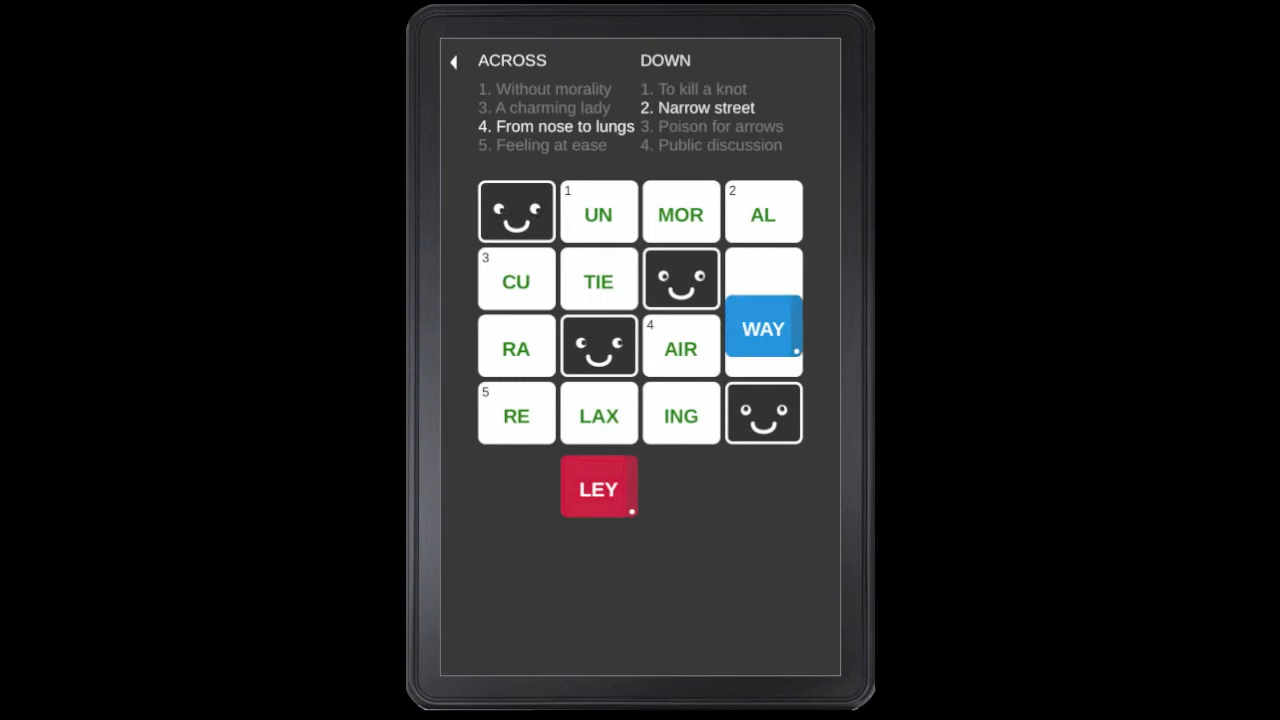 ACROSS
1. Without morality
3. A charming lady
4. From nose to lungs
5. Feeling at ease
DOWN
1. To kill a knot
2. Narrow street
3. Poison for arrows
4. Public discussion
1 UN MOR 2 AL
3 CU TIE
WAY
RA 4 AIR
5 RE LAX ING
LEY